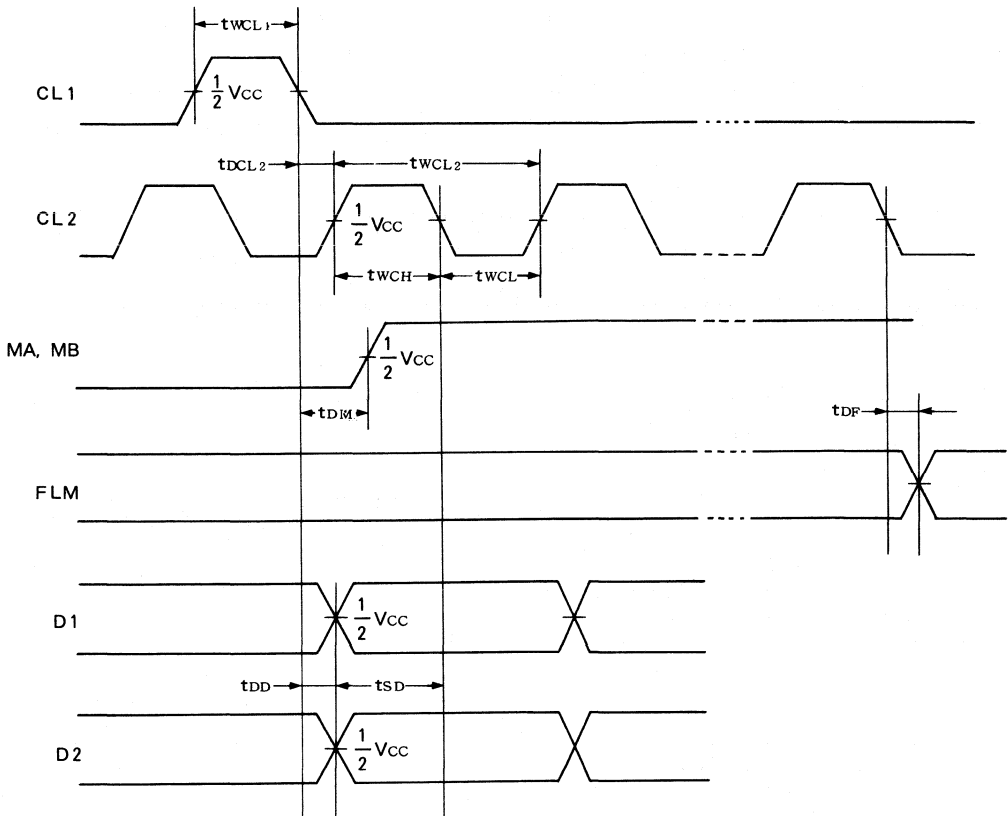 tWCL1
CL1
1/2 VCC
tDCL2
tWCL2
CL2
1/2 VCC
tWCH
tWCL
MA, MB
1/2 VCC
tDM
tDF
FLM
D1
1/2 VCC
tDD
tSD
D2
1/2 VCC